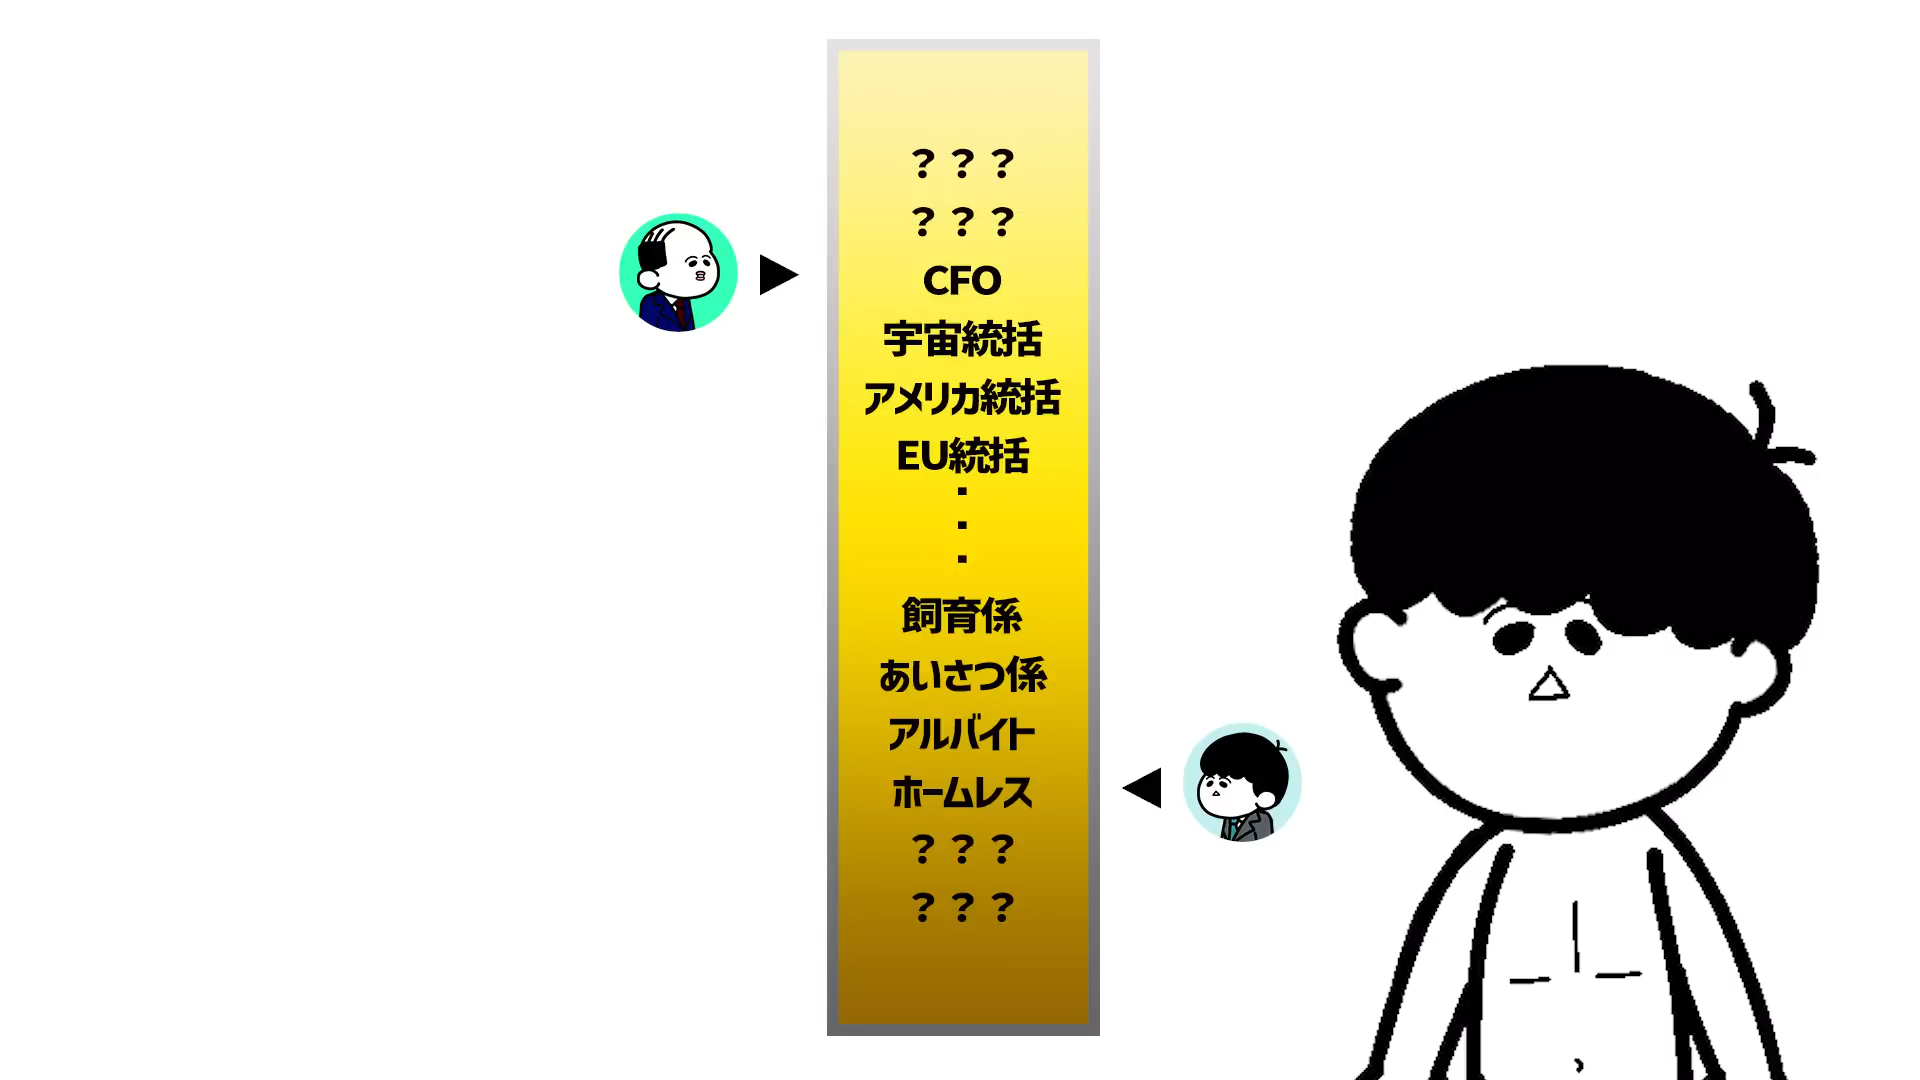 ？？？
？？？
CFO
宇宙統括
アメリカ統括
EU統括
・
・
・
飼育係
あいさつ係
アルバイト
ホームレス
？？？
？？？